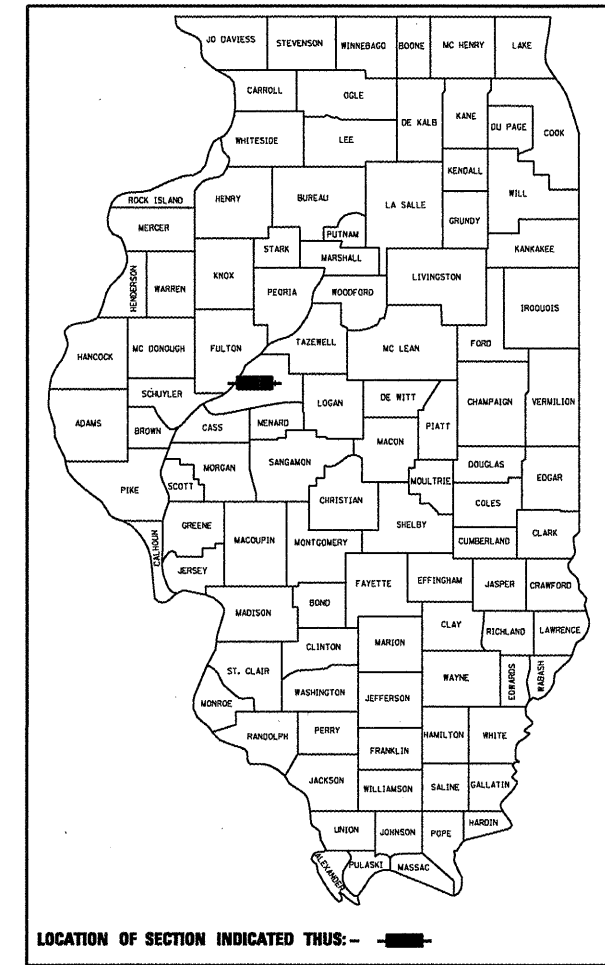 JO DAVIESS STEVENSON WINNEBAGO BOONE MC HENRY LAKE
CARROLL OGLE DE KALB KANE DU PAGE COOK
WHITESIDE LEE KENDALL WILL
ROCK ISLAND HENRY BUREAU LA SALLE GRUNDY
MERCER PUTNAM KANKAKEE
HENDERSON WARREN KNOX STARK MARSHALL LIVINGSTON
PEORIA WOODFORD IROQUOIS
HANCOCK MC DONOUGH FULTON TAZEWELL MC LEAN FORD
ADAMS SCHUYLER LOGAN DE WITT CHAMPAIGN VERMILION
BROWN CASS MENARD MACON PIATT
PIKE SCOTT MORGAN SANGAMON MOULTRIE DOUGLAS EDGAR
CHRISTIAN COLES
CALHOUN GREENE MACOUPIN MONTGOMERY SHELBY CUMBERLAND CLARK
JERSEY FAYETTE EFFINGHAM JASPER CRAWFORD
MADISON BOND CLAY RICHLAND LAWRENCE
CLINTON MARION
ST. CLAIR WASHINGTON JEFFERSON WAYNE EDWARDS WABASH
MONROE
RANDOLPH PERRY FRANKLIN HAMILTON WHITE
JACKSON WILLIAMSON SALINE GALLATIN
UNION JOHNSON POPE HARDIN
ALEXANDER PULASKI MASSAC
LOCATION OF SECTION INDICATED THUS: -